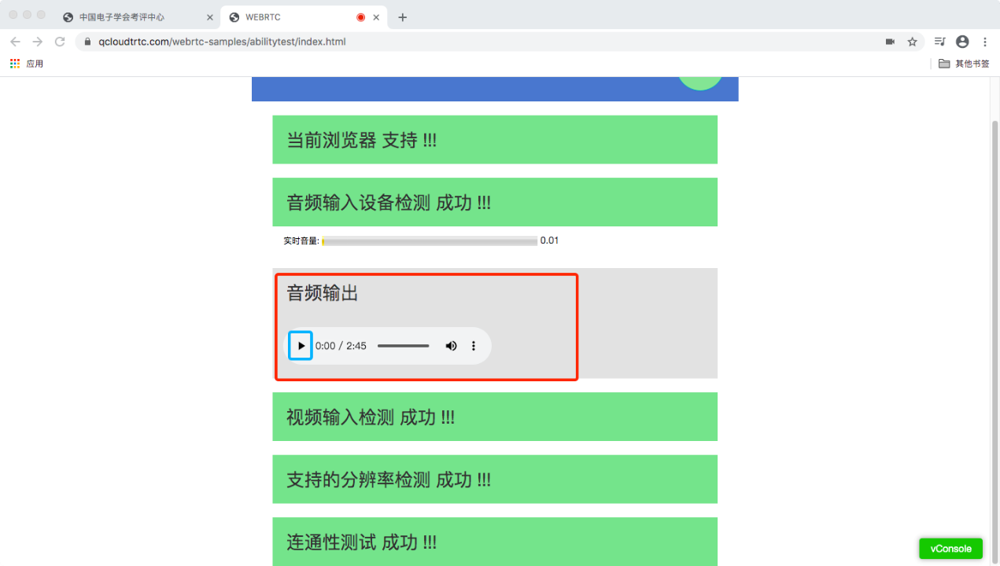 中国电子学会考评中心
WEBRTC
qcloudtrtc.com/webrtc-samples/abilitytest/index.html
应用
其他书签
当前浏览器 支持 !!!
音频输入设备检测 成功 !!!
实时音量: 0.01
音频输出
0:00 / 2:45
视频输入检测 成功 !!!
支持的分辨率检测 成功 !!!
连通性测试 成功 !!!
vConsole